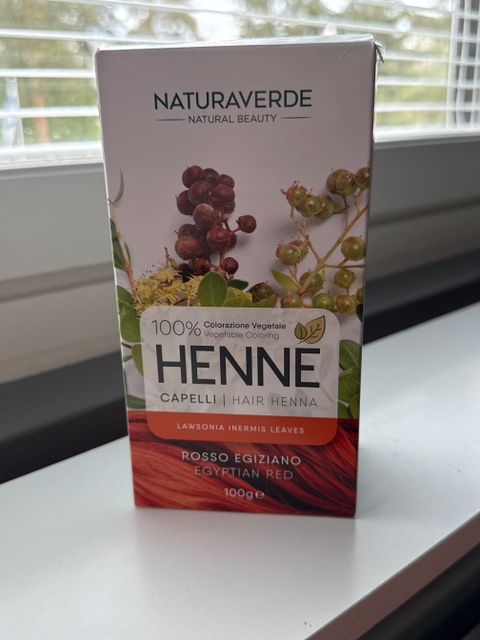 NATURAVERDE
NATURAL BEAUTY
100% Colorazione Vegetale
Vegetable Coloring
HENNE
CAPELLI | HAIR HENNA
LAWSONIA INERMIS LEAVES
ROSSO EGIZIANO
EGYPTIAN RED
100g℮